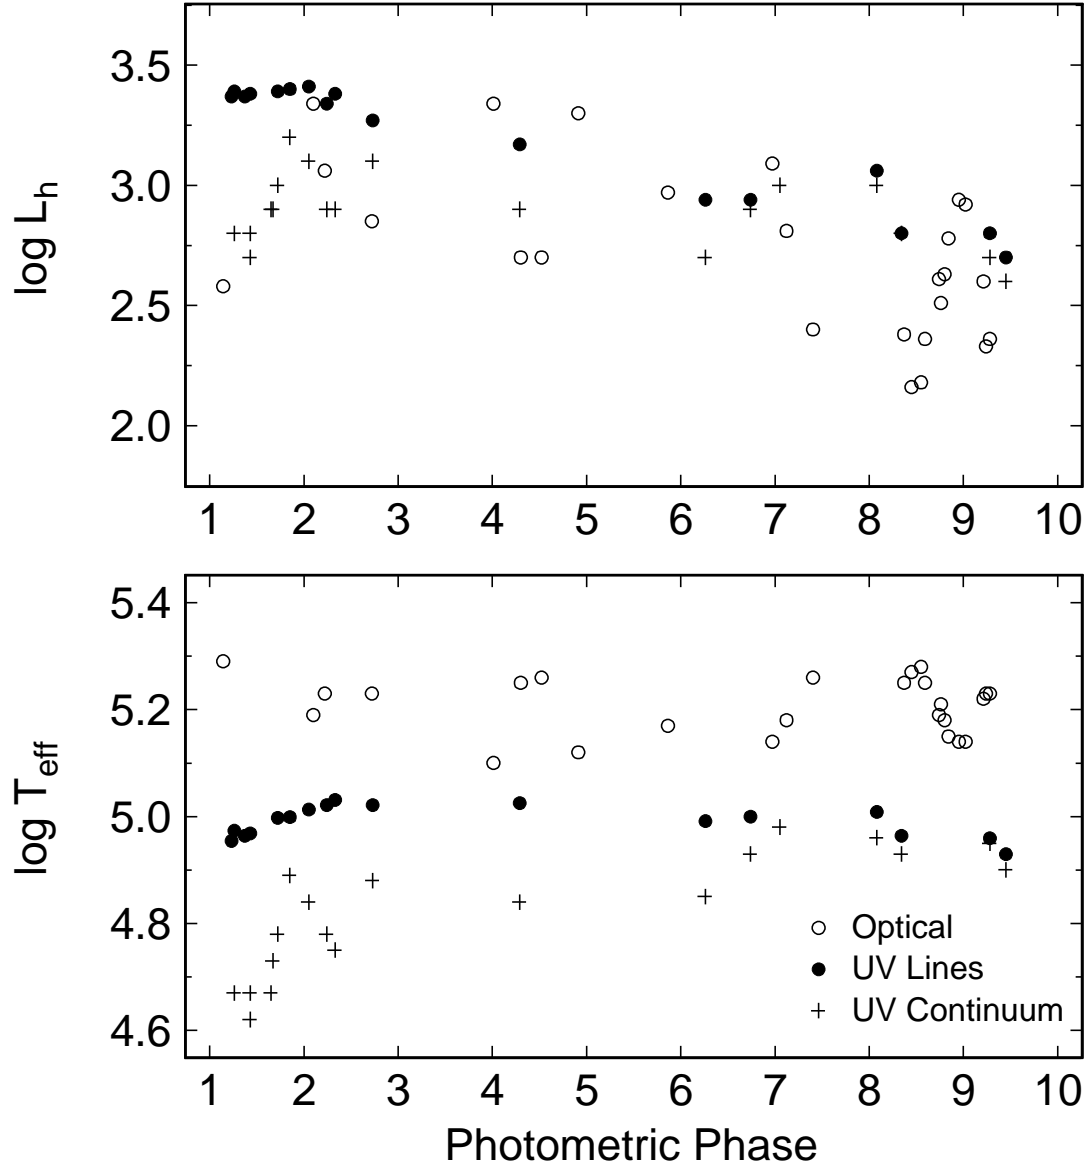 3.5
3.0
2.5
2.0
log L_h
1 2 3 4 5 6 7 8 9 10
5.4
5.2
5.0
4.8
4.6
log T_eff
Optical
UV Lines
UV Continuum
1 2 3 4 5 6 7 8 9 10
Photometric Phase